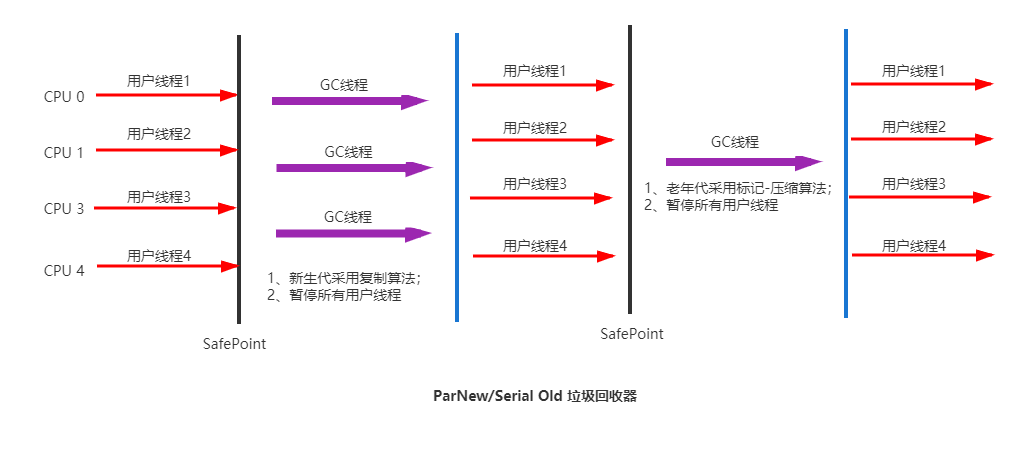 用户线程1
GC线程
用户线程1
用户线程1
CPU 0
用户线程2
GC线程
用户线程2
GC线程
用户线程2
CPU 1
用户线程3
GC线程
用户线程3
1、老年代采用标记-压缩算法；
2、暂停所有用户线程
用户线程3
CPU 3
用户线程4
用户线程4
用户线程4
CPU 4
1、新生代采用复制算法；
2、暂停所有用户线程
SafePoint
SafePoint
ParNew/Serial Old 垃圾回收器